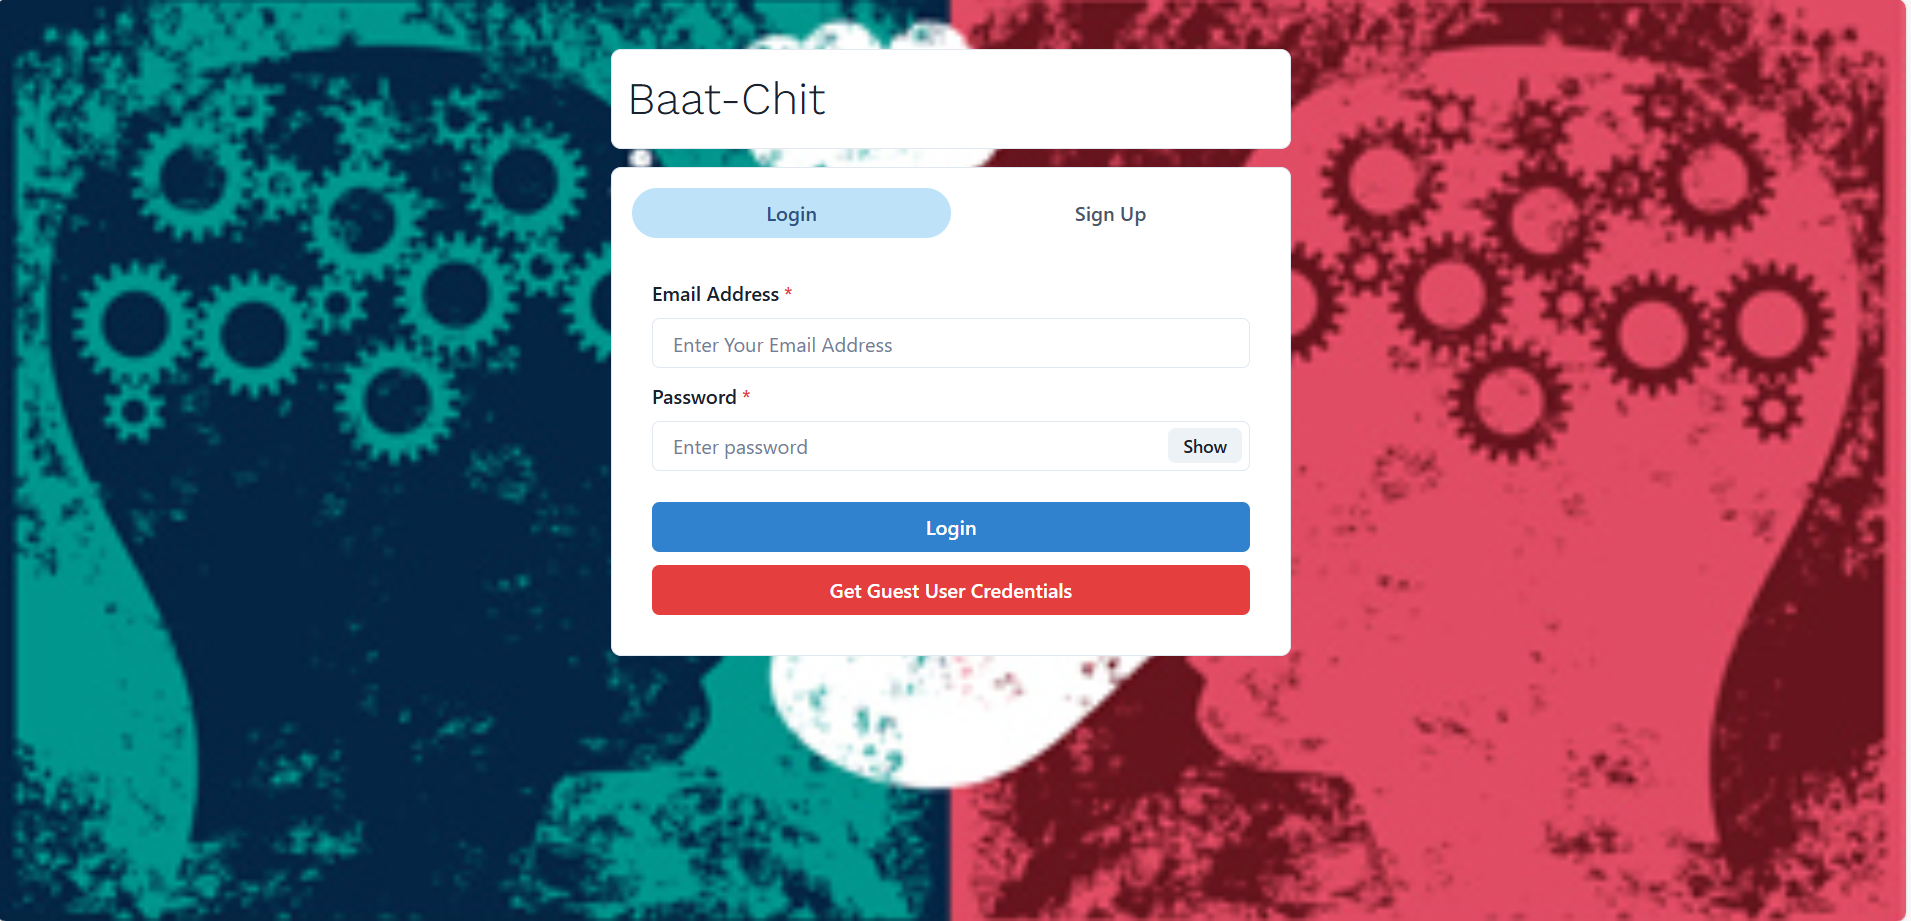 Baat-Chit
Login
Sign Up
Email Address *
Enter Your Email Address
Password *
Enter password
Show
Login
Get Guest User Credentials